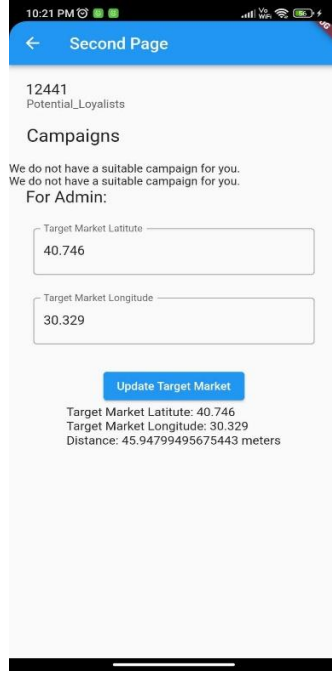 10:21 PM
Second Page
12441
Potential_Loyalists
Campaigns
We do not have a suitable campaign for you.
We do not have a suitable campaign for you.
For Admin:
Target Market Latitute
40.746
Target Market Longitude
30.329
Update Target Market
Target Market Latitute: 40.746
Target Market Longitude: 30.329
Distance: 45.94799495675443 meters